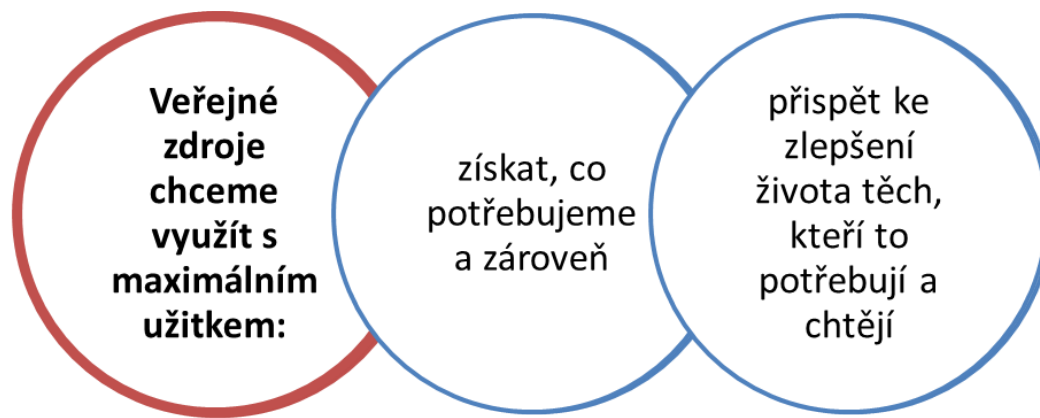 Veřejné
zdroje
chceme
využít s
maximálním
užitkem:
získat, co
potřebujeme
a zároveň
přispět ke
zlepšení
života těch,
kteří to
potřebují a
chtějí